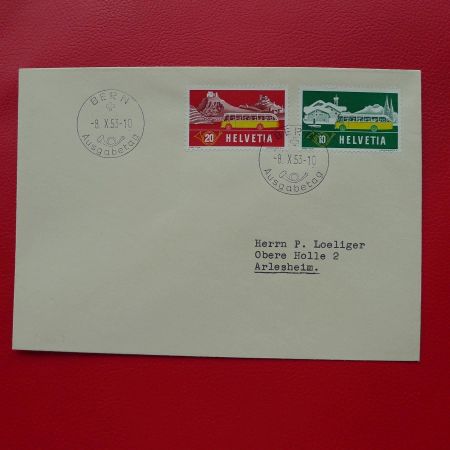 BERN
-8.X.53-10
Ausgabetag
20
HELVETIA
10
HELVETIA
BERN
-8.X.53-10
Ausgabetag
Herrn P. Loeliger
Obere Holle 2
Arlesheim.